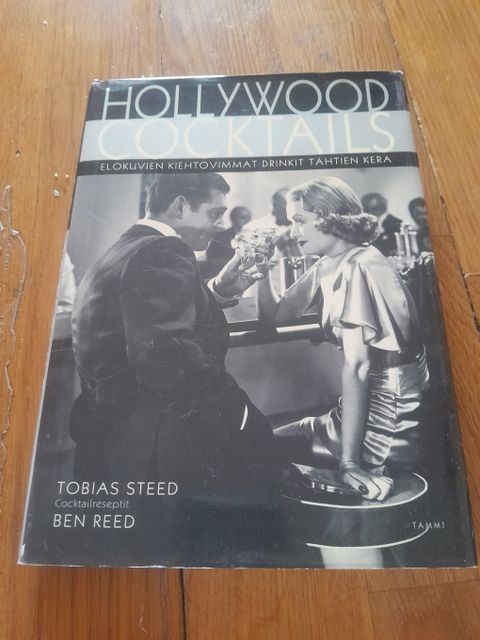 HOLLYWOOD
COCKTAILS
ELOKUVIEN KIEHTOVIMMAT DRINKIT TÄHTIEN KERA
TOBIAS STEED
Cocktailreseptit
BEN REED
TAMMI